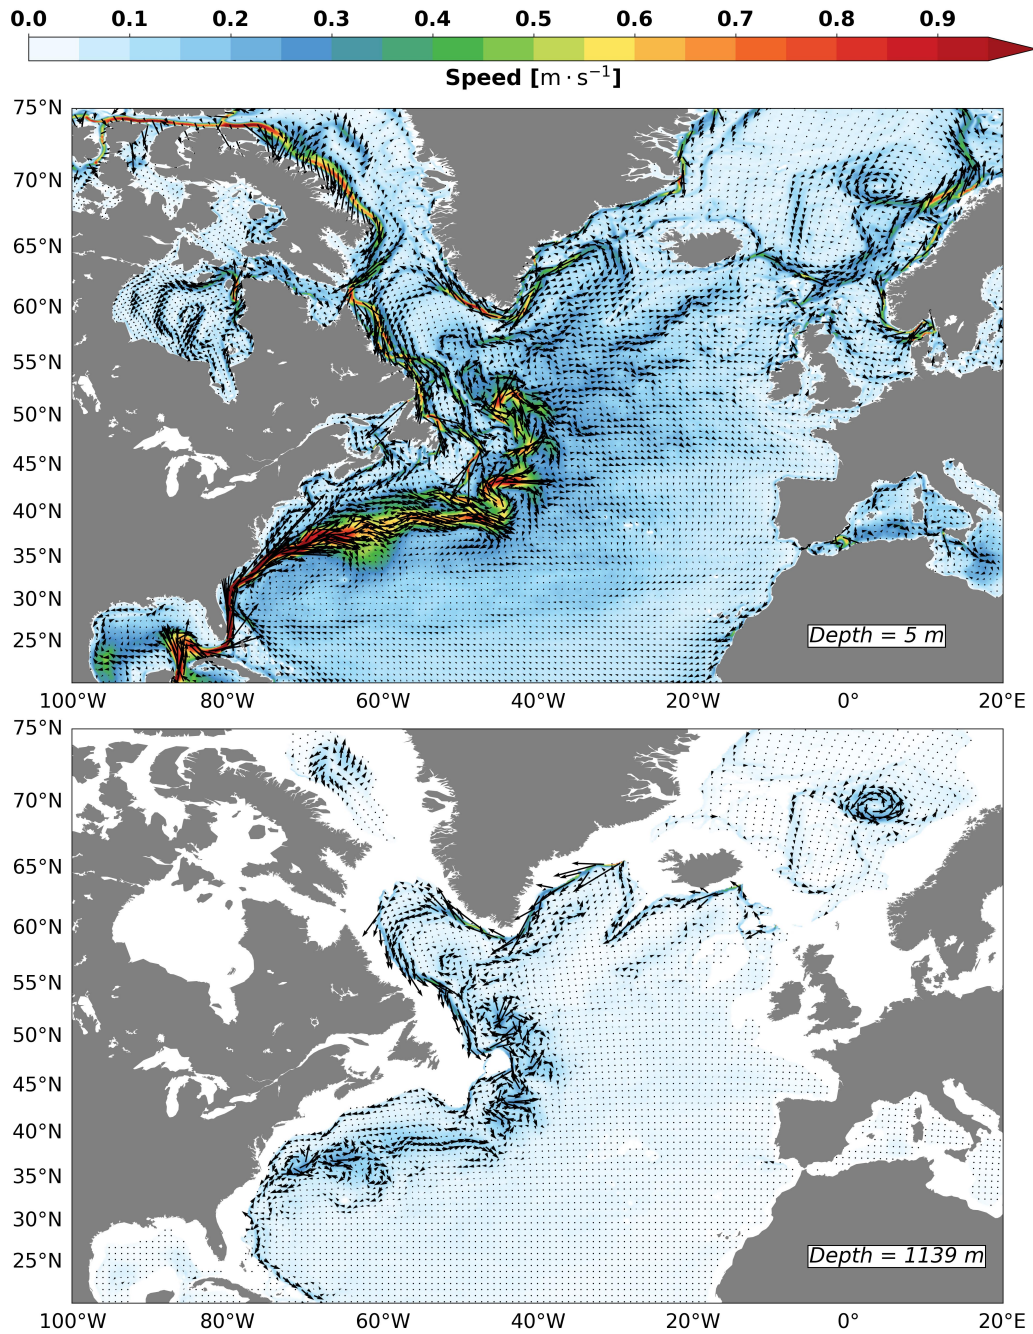 0.0 0.1 0.2 0.3 0.4 0.5 0.6 0.7 0.8 0.9
Speed [m · s⁻¹]
75°N
70°N
65°N
60°N
55°N
50°N
45°N
40°N
35°N
30°N
25°N
Depth = 5 m
100°W 80°W 60°W 40°W 20°W 0° 20°E
75°N
70°N
65°N
60°N
55°N
50°N
45°N
40°N
35°N
30°N
25°N
Depth = 1139 m
100°W 80°W 60°W 40°W 20°W 0° 20°E